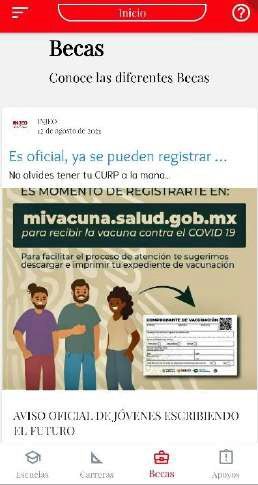 Inicio
Becas
Conoce las diferentes Becas
INJEO
12 de agosto de 2021
Es oficial, ya se pueden registrar ...
No olvides tener tu CURP a la mano...
ES MOMENTO DE REGISTRARTE EN:
mivacuna.salud.gob.mx
para recibir la vacuna contra el COVID 19
Para facilitar el proceso de atención te sugerimos
descargar e imprimir tu expediente de vacunación
COMPROBANTE DE VACUNACIÓN
AVISO OFICIAL DE JÓVENES ESCRIBIENDO
EL FUTURO
Escuelas
Carreras
Becas
Apoyos